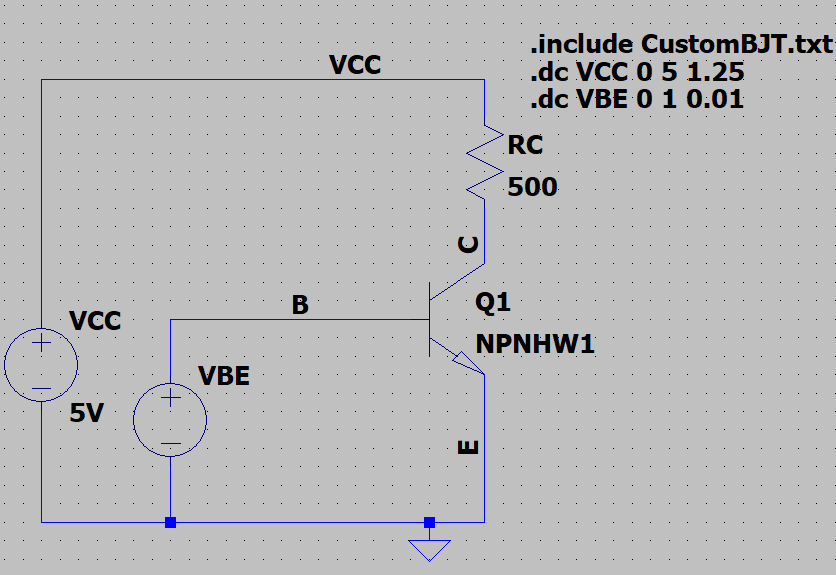 .include CustomBJT.txt
.dc VCC 0 5 1.25
.dc VBE 0 1 0.01
VCC
RC
500
C
B
Q1
NPNHW1
VCC
5V
VBE
E